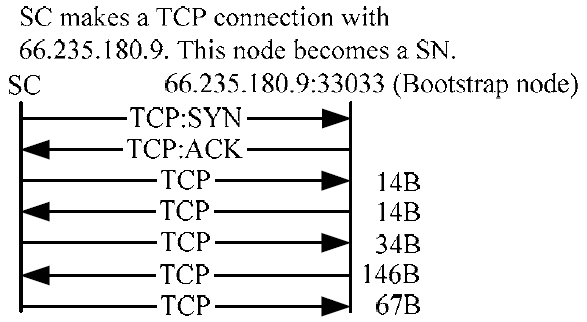 SC makes a TCP connection with
66.235.180.9. This node becomes a SN.
SC 66.235.180.9:33033 (Bootstrap node)
TCP:SYN
TCP:ACK
TCP 14B
TCP 14B
TCP 34B
TCP 146B
TCP 67B